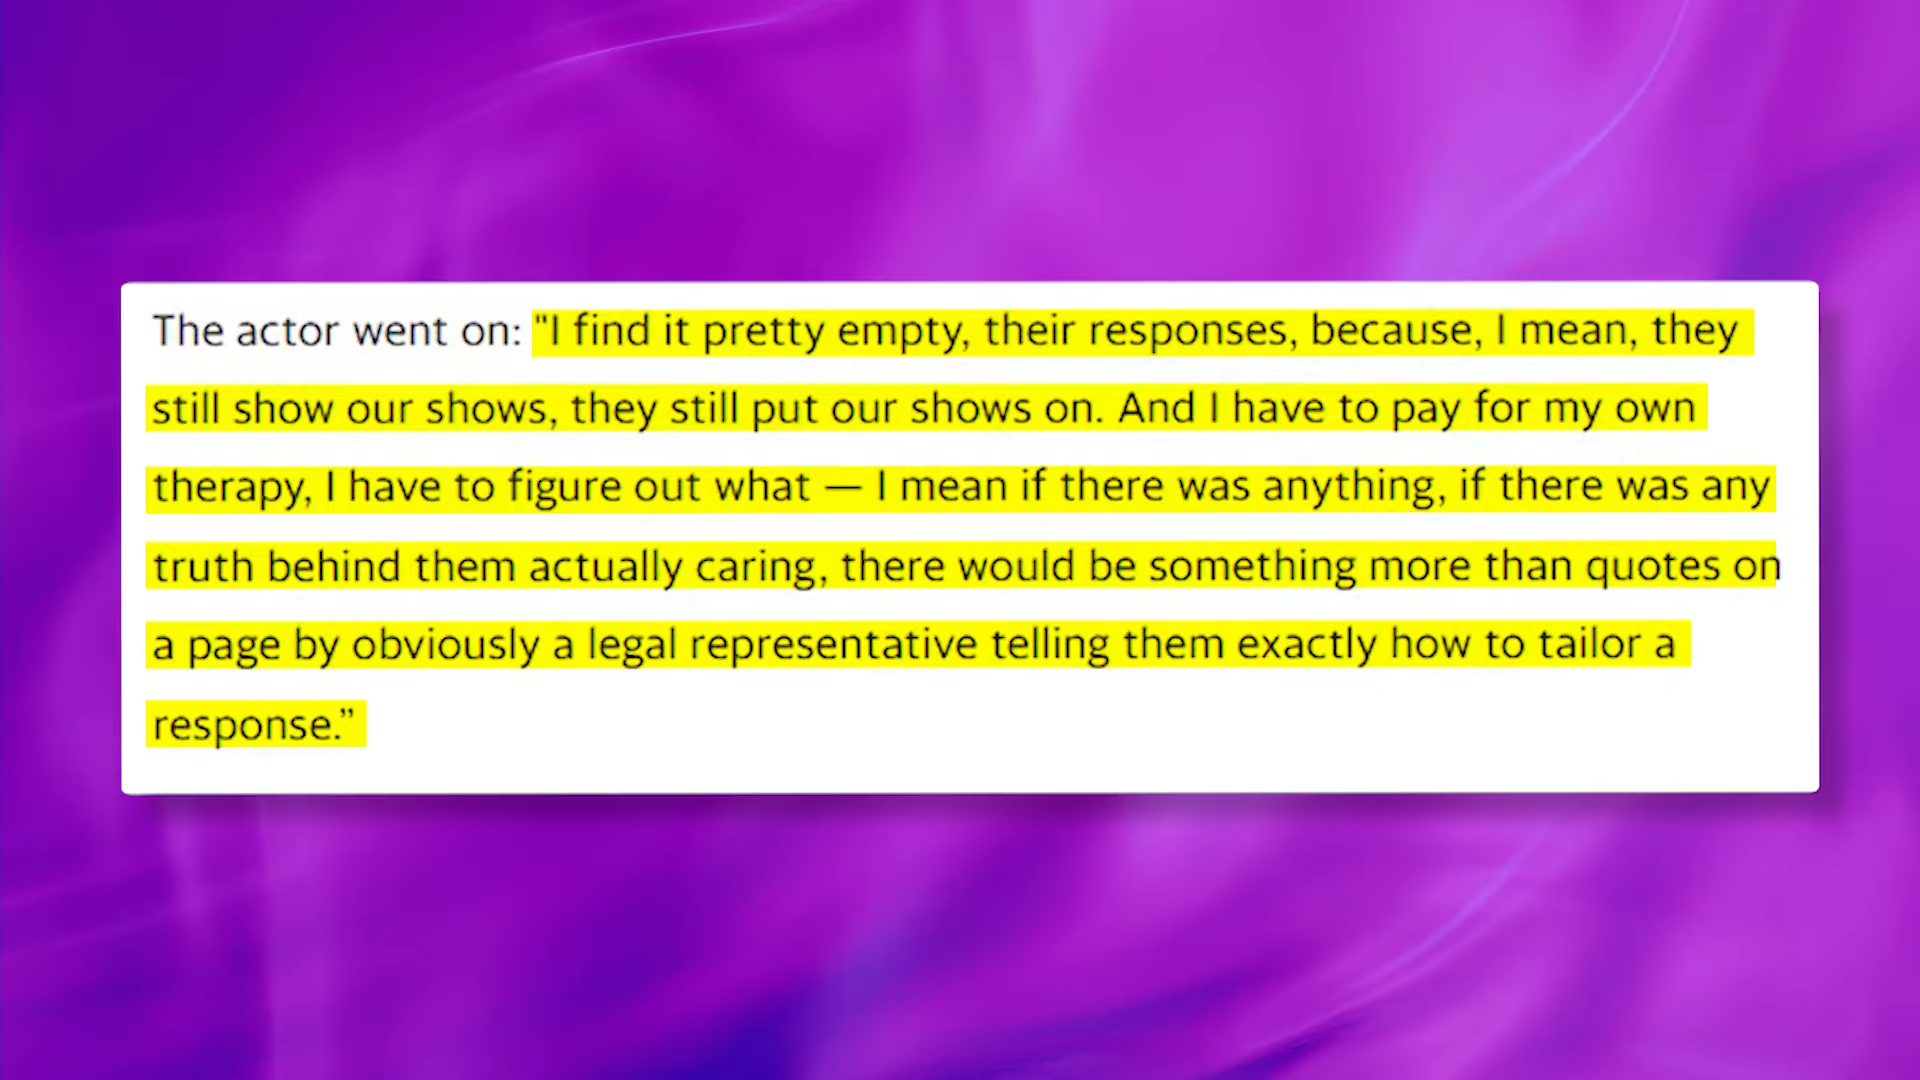 The actor went on: "I find it pretty empty, their responses, because, I mean, they
still show our shows, they still put our shows on. And I have to pay for my own
therapy, I have to figure out what — I mean if there was anything, if there was any
truth behind them actually caring, there would be something more than quotes on
a page by obviously a legal representative telling them exactly how to tailor a
response.”